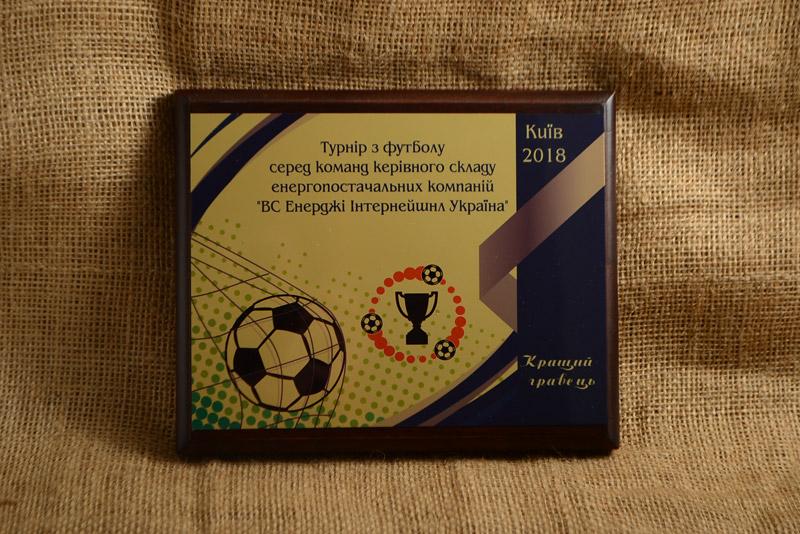 Турнір з футболу
серед команд керівного складу
енергопостачальних компаній
"ВС Енерджі Інтернейшнл Україна"
Київ
2018
Кращий
гравець